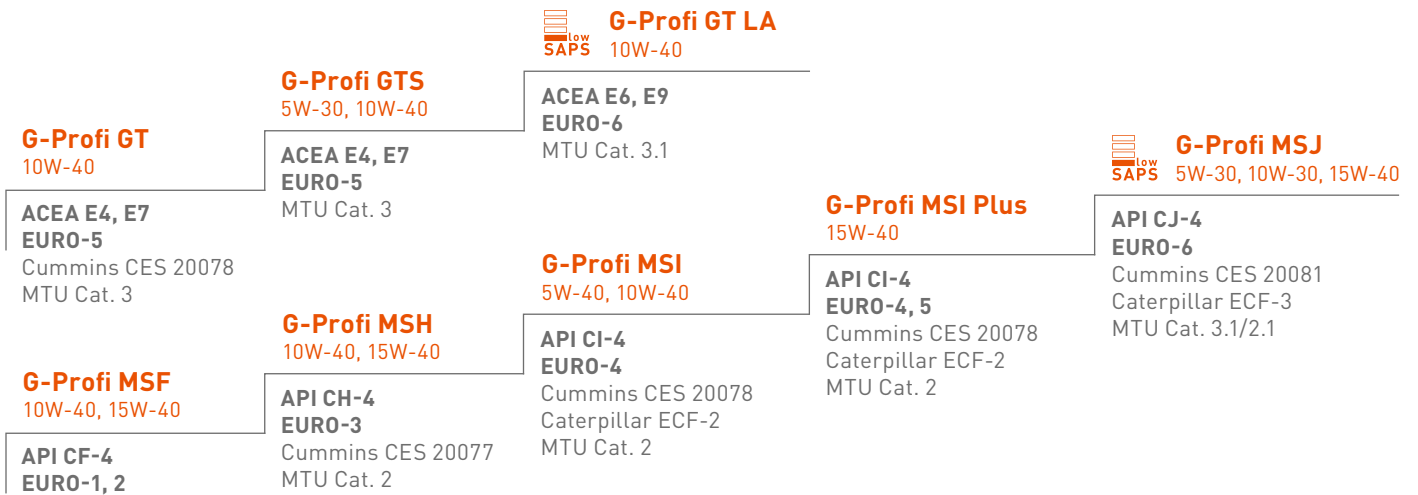 low
SAPS
G-Profi GT LA
10W-40
ACEA E6, E9
EURO-6
MTU Cat. 3.1
G-Profi GTS
5W-30, 10W-40
ACEA E4, E7
EURO-5
MTU Cat. 3
G-Profi GT
10W-40
ACEA E4, E7
EURO-5
Cummins CES 20078
MTU Cat. 3
low
SAPS
G-Profi MSJ
5W-30, 10W-30, 15W-40
API CJ-4
EURO-6
Cummins CES 20081
Caterpillar ECF-3
MTU Cat. 3.1/2.1
G-Profi MSI Plus
15W-40
API CI-4
EURO-4, 5
Cummins CES 20078
Caterpillar ECF-2
MTU Cat. 2
G-Profi MSI
5W-40, 10W-40
API CI-4
EURO-4
Cummins CES 20078
Caterpillar ECF-2
MTU Cat. 2
G-Profi MSH
10W-40, 15W-40
API CH-4
EURO-3
Cummins CES 20077
MTU Cat. 2
G-Profi MSF
10W-40, 15W-40
API CF-4
EURO-1, 2